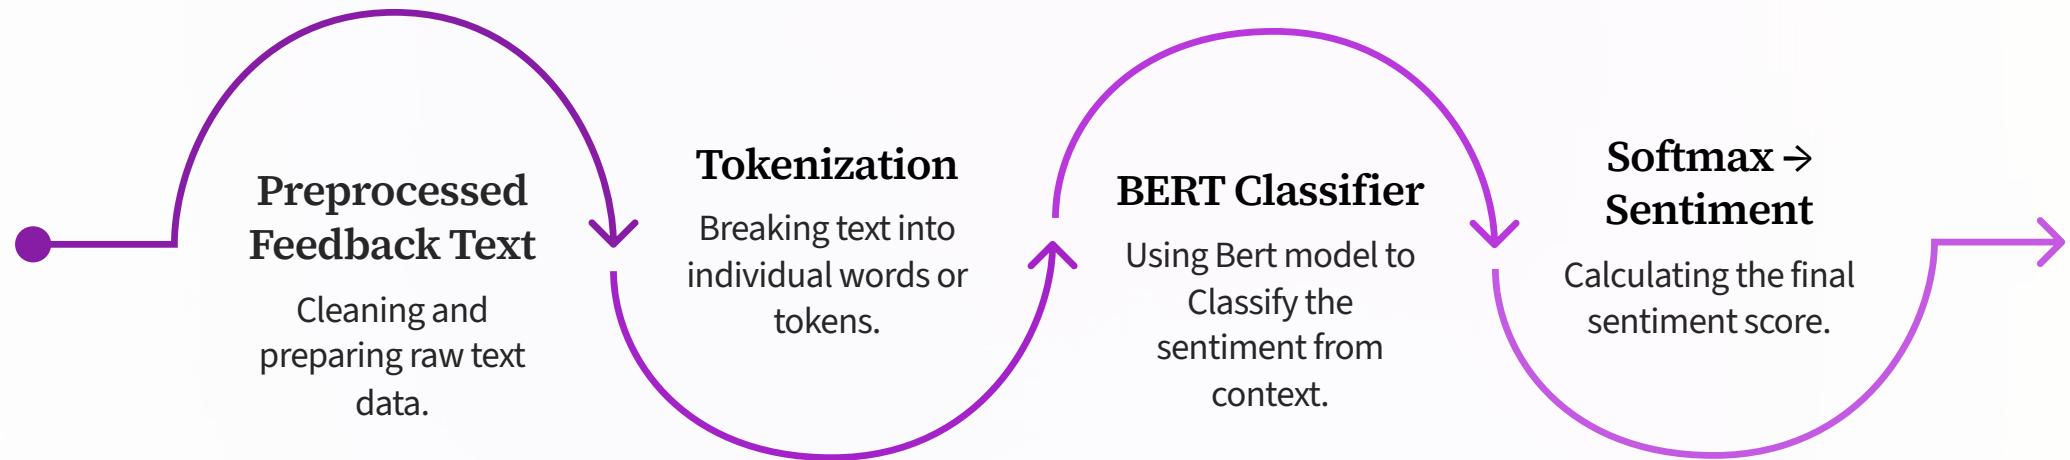 Preprocessed
Feedback Text
Cleaning and
preparing raw text
data.
Tokenization
Breaking text into
individual words or
tokens.
BERT Classifier
Using Bert model to
Classify the
sentiment from
context.
Softmax →
Sentiment
Calculating the final
sentiment score.